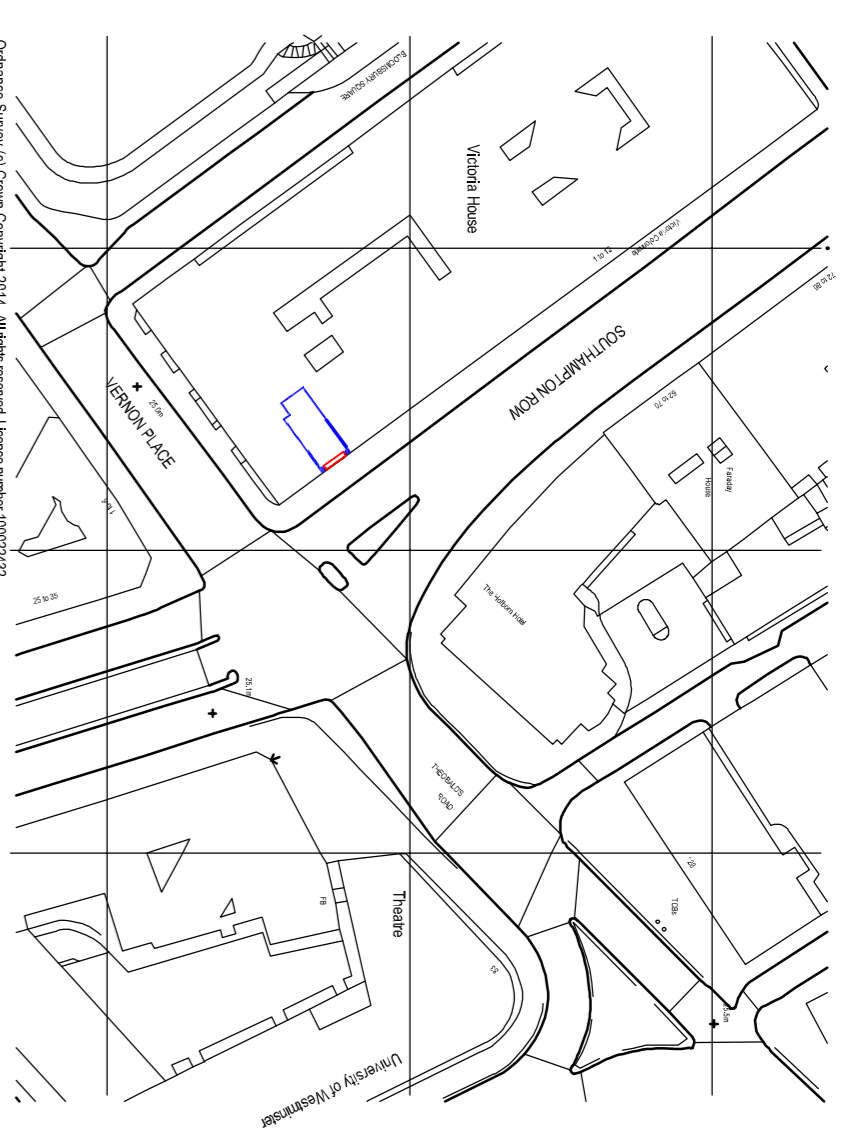 BLOOMSBURY SQUARE
Victoria House
Victoria Colonnade
1 to 12
72 to 86
SOUTHAMPTON ROW
62 to 70
Faraday
House
VERNON PLACE
25.0m
The Holborn Hotel
25 to 35
25.1m
THEOBALD'S
ROAD
TCBs
Theatre
FB
University of Westminster
Ordnance Survey (c) Crown Copyright 2014. All rights reserved. Licence number 100022432